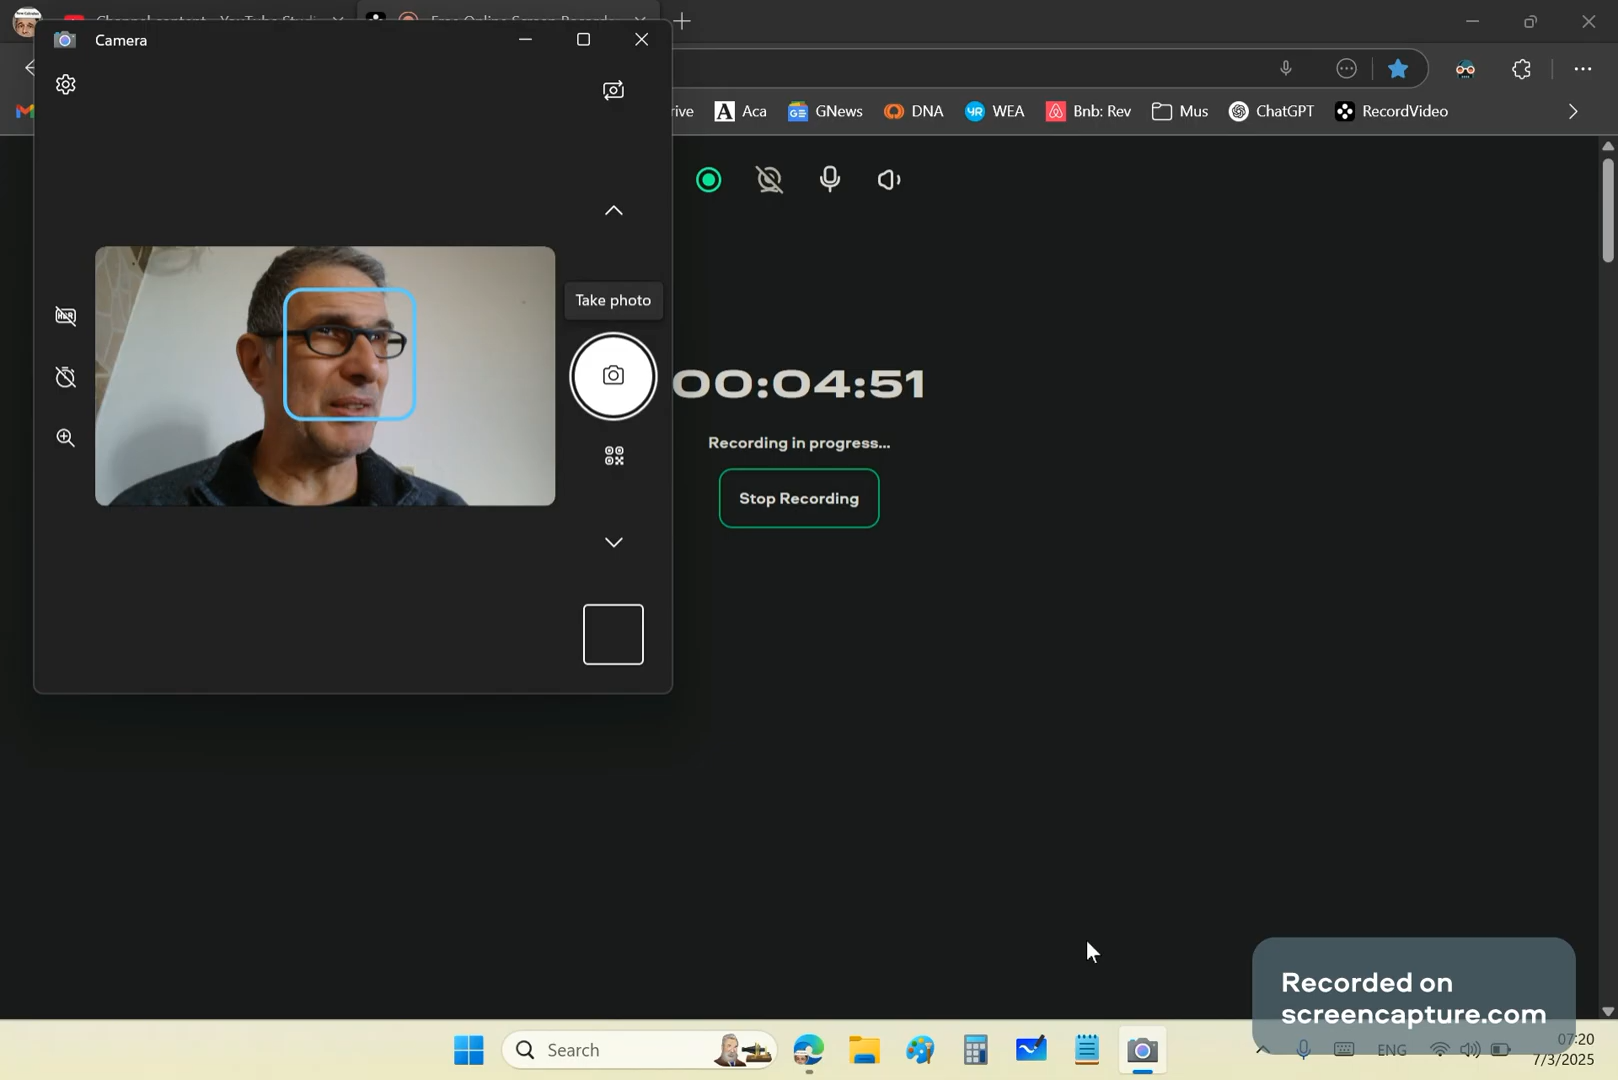 Camera
Aca
GNews
DNA
WEA
Bnb: Rev
Mus
ChatGPT
RecordVideo
Take photo
00:04:51
Recording in progress...
Stop Recording
Recorded on
screencapture.com
Search
ENG
07:20
7/3/2025